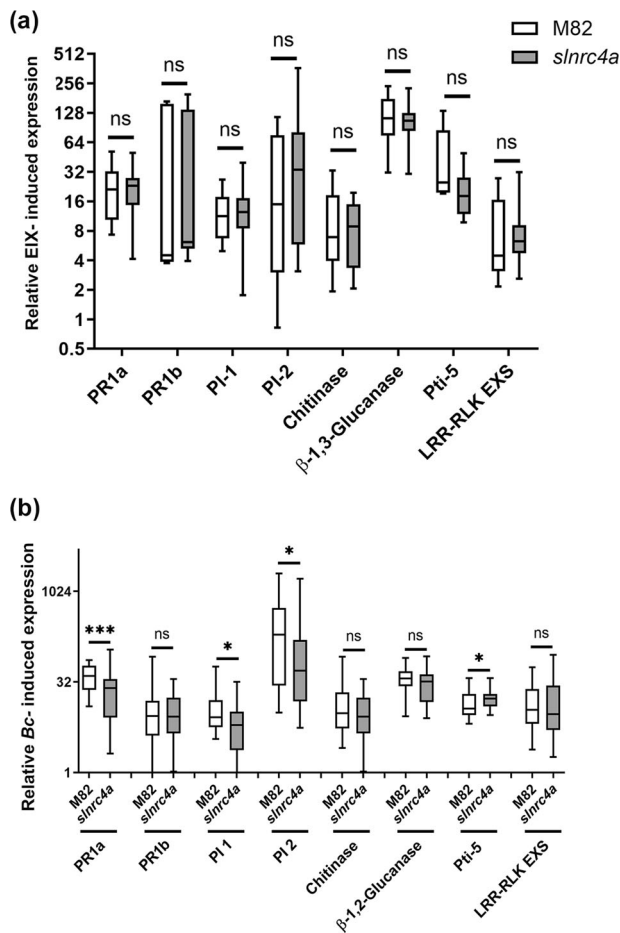 (a)
M82
slnrc4a
Relative EIX- induced expression
512
256
128
64
32
16
8
4
2
1
0.5
ns
ns
ns
ns
ns
ns
ns
ns
PR1a
PR1b
PI-1
PI-2
Chitinase
β-1,3-Glucanase
Pti-5
LRR-RLK EXS
(b)
Relative Bc- induced expression
1024
32
1
***
ns
*
*
ns
ns
*
ns
M82
slnrc4a
M82
slnrc4a
M82
slnrc4a
M82
slnrc4a
M82
slnrc4a
M82
slnrc4a
M82
slnrc4a
M82
slnrc4a
PR1a
PR1b
PI 1
PI 2
Chitinase
β-1,2-Glucanase
Pti-5
LRR-RLK EXS